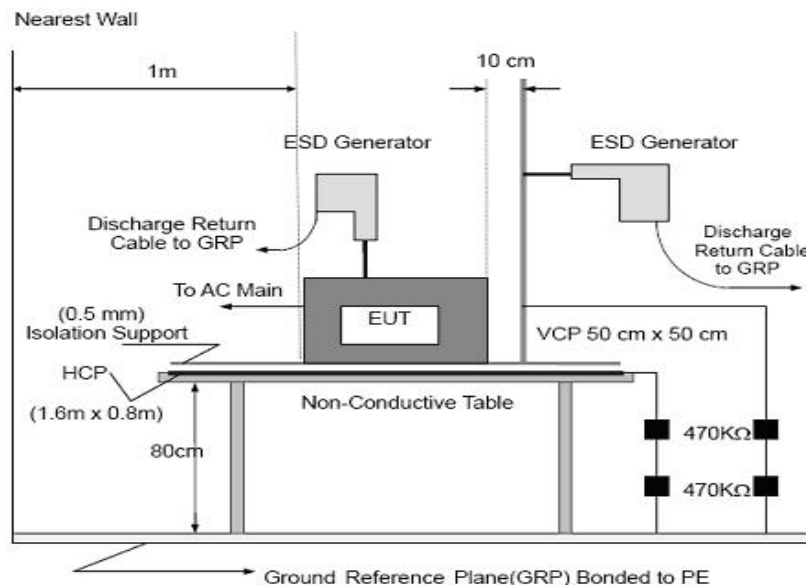 Nearest Wall
1m
10 cm
ESD Generator
ESD Generator
Discharge Return
Cable to GRP
Discharge
Return Cable
to GRP
To AC Main
(0.5 mm)
Isolation Support
EUT
VCP 50 cm x 50 cm
HCP
(1.6m x 0.8m)
Non-Conductive Table
80cm
470KΩ
470KΩ
Ground Reference Plane(GRP) Bonded to PE